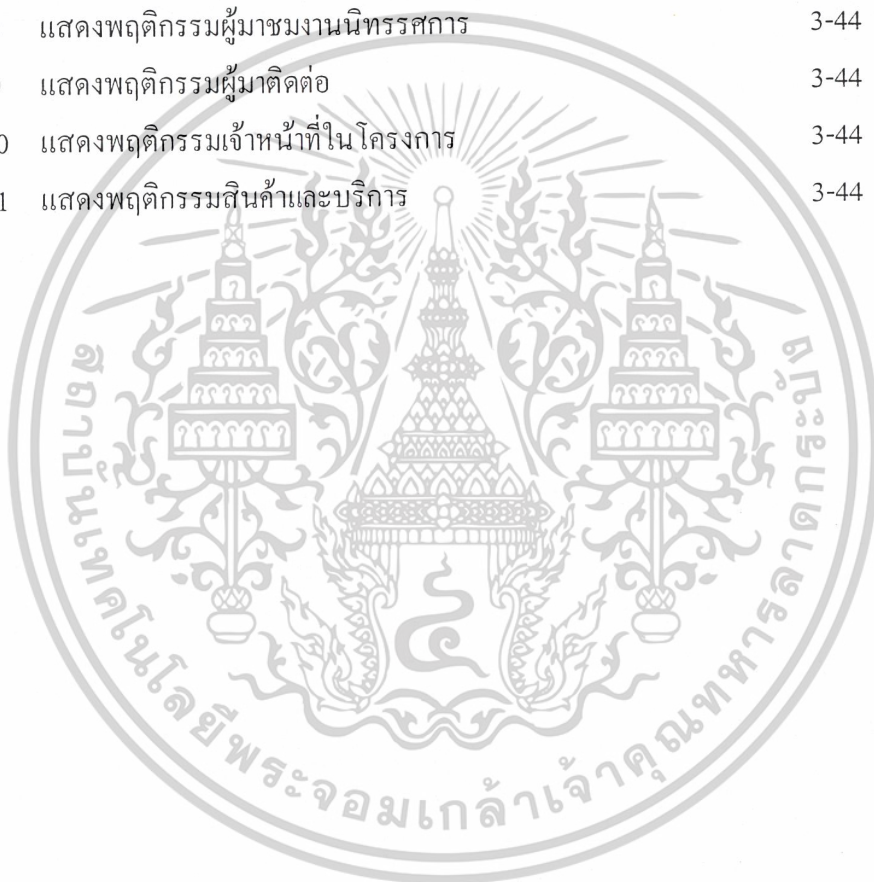 แสดงพฤติกรรมผู้มาชมงานนิทรรศการ 3-44
แสดงพฤติกรรมผู้มาติดต่อ 3-44
0 แสดงพฤติกรรมเจ้าหน้าที่ในโครงการ 3-44
1 แสดงพฤติกรรมสินค้าและบริการ 3-44
สถาบันเทคโนโลยีพระจอมเกล้าเจ้าคุณทหารลาดกระบัง
๔